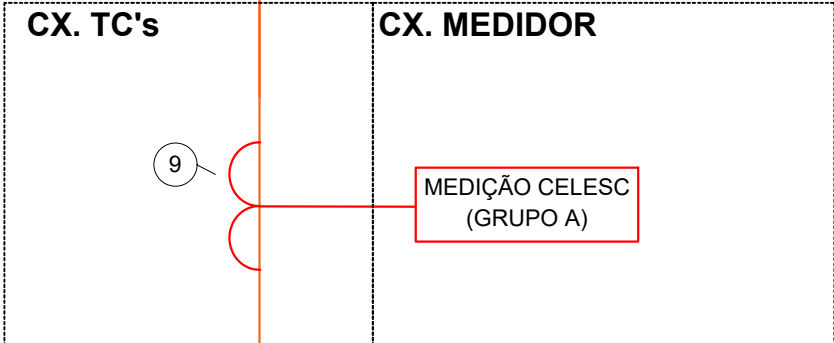 CX. TC's
CX. MEDIDOR
9
MEDIÇÃO CELESC
(GRUPO A)